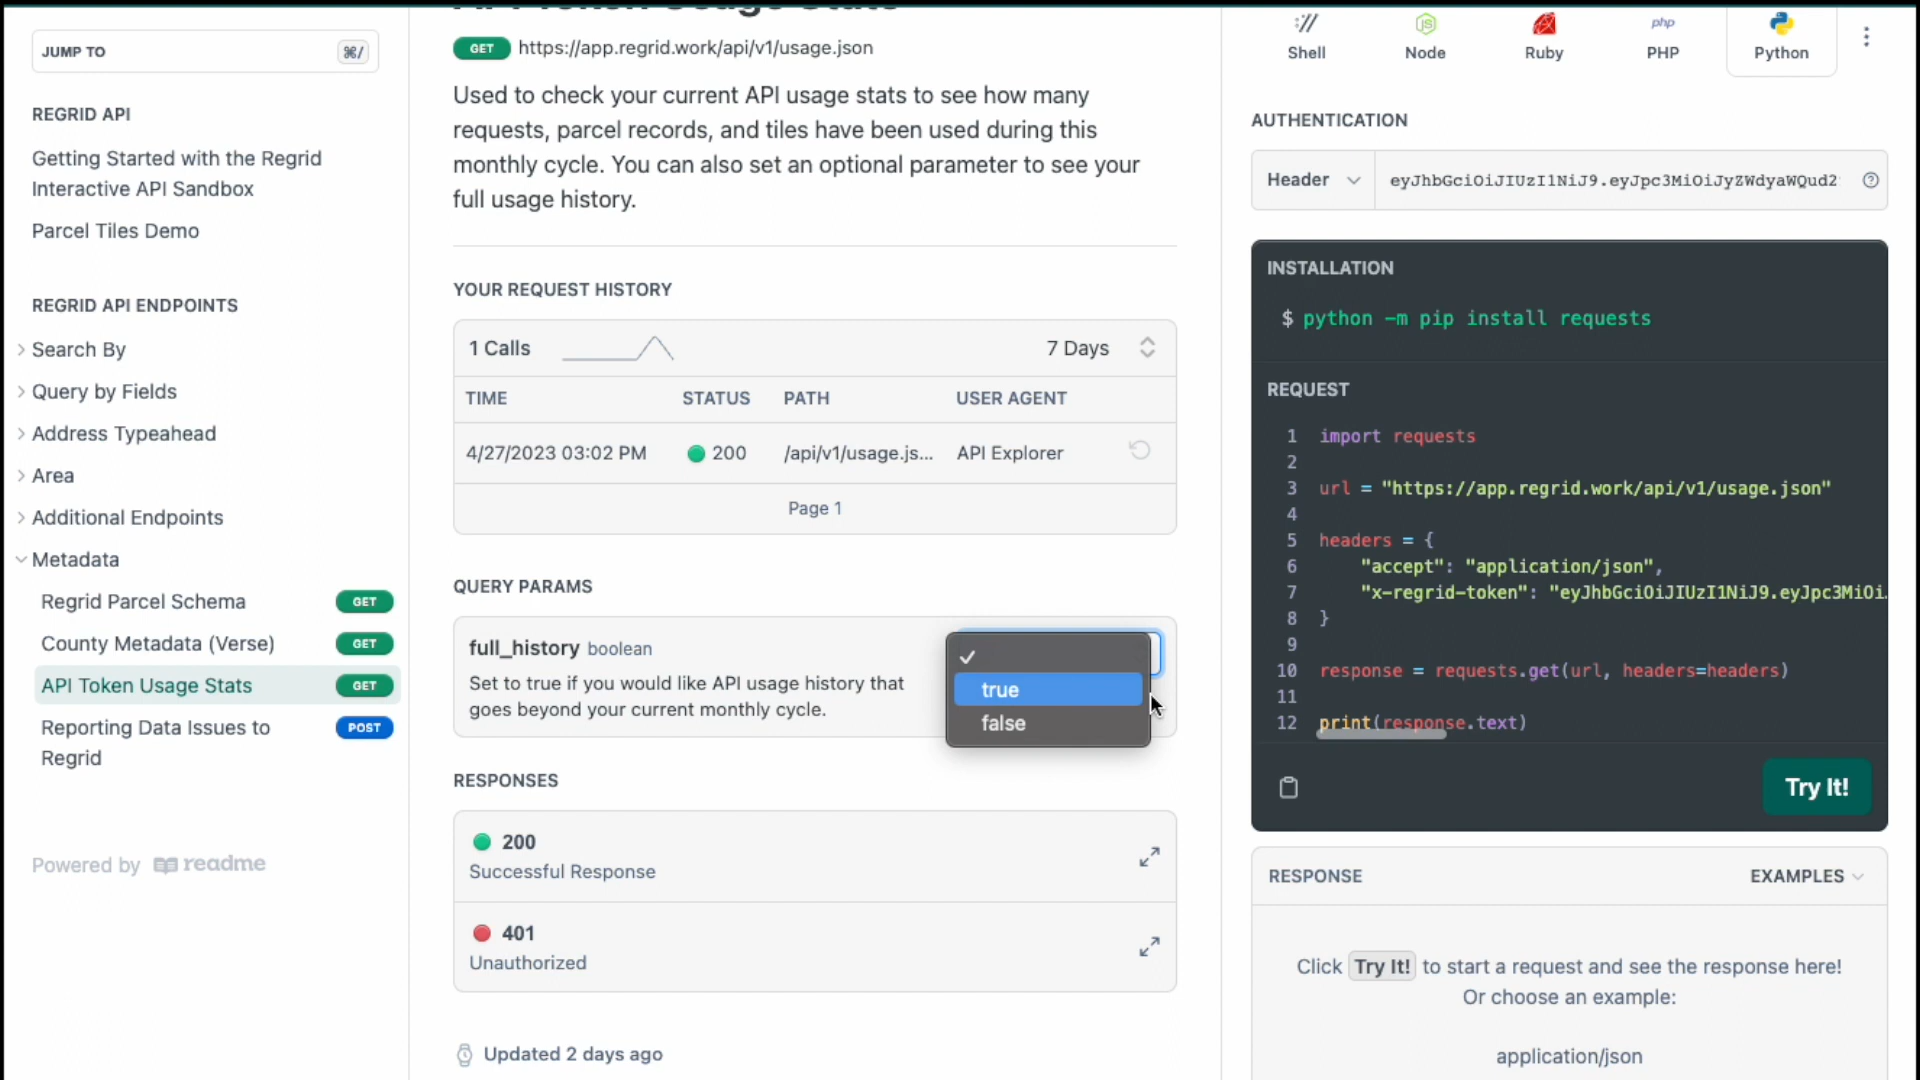 API Token Usage Stats
JUMP TO
⌘/
REGRID API
Getting Started with the Regrid
Interactive API Sandbox
Parcel Tiles Demo
REGRID API ENDPOINTS
Search By
Query by Fields
Address Typeahead
Area
Additional Endpoints
Metadata
Regrid Parcel Schema GET
County Metadata (Verse) GET
API Token Usage Stats GET
Reporting Data Issues to POST
Regrid
Powered by readme
GET https://app.regrid.work/api/v1/usage.json
Used to check your current API usage stats to see how many
requests, parcel records, and tiles have been used during this
monthly cycle. You can also set an optional parameter to see your
full usage history.
YOUR REQUEST HISTORY
1 Calls 7 Days
TIME STATUS PATH USER AGENT
4/27/2023 03:02 PM 200 /api/v1/usage.js... API Explorer
Page 1
QUERY PARAMS
full_history boolean
Set to true if you would like API usage history that
goes beyond your current monthly cycle.
✓
true
false
RESPONSES
200
Successful Response
401
Unauthorized
Updated 2 days ago
Shell
Node
Ruby
php
PHP
Python
AUTHENTICATION
Header eyJhbGciOiJIUzI1NiJ9.eyJpc3MiOiJyZWdyaWQud2
INSTALLATION
$ python -m pip install requests
REQUEST
1 import requests
2
3 url = "https://app.regrid.work/api/v1/usage.json"
4
5 headers = {
6 "accept": "application/json",
7 "x-regrid-token": "eyJhbGciOiJIUzI1NiJ9.eyJpc3MiOi
8 }
9
10 response = requests.get(url, headers=headers)
11
12 print(response.text)
Try It!
RESPONSE EXAMPLES
Click Try It! to start a request and see the response here!
Or choose an example:
application/json